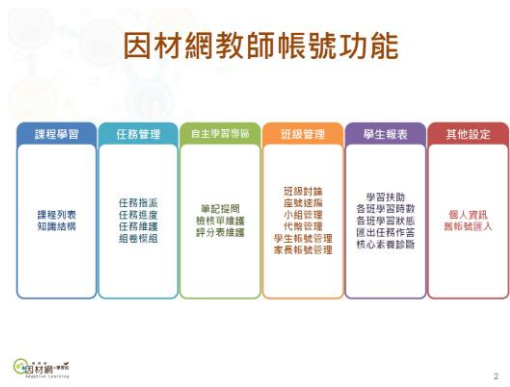 因材網教師帳號功能
課程學習
課程列表
知識結構
任務管理
任務指派
任務進度
任務維護
組卷模組
自主學習專區
筆記提問
檢核單維護
評分表維護
班級管理
班級討論
座號速編
小組管理
代幣管理
學生帳號管理
家長帳號管理
學生報表
學習扶助
各班學習時數
各班學習狀態
匯出任務作答
核心素養診斷
其他設定
個人資訊
舊帳號匯入
因材網
Adaptive Learning
2